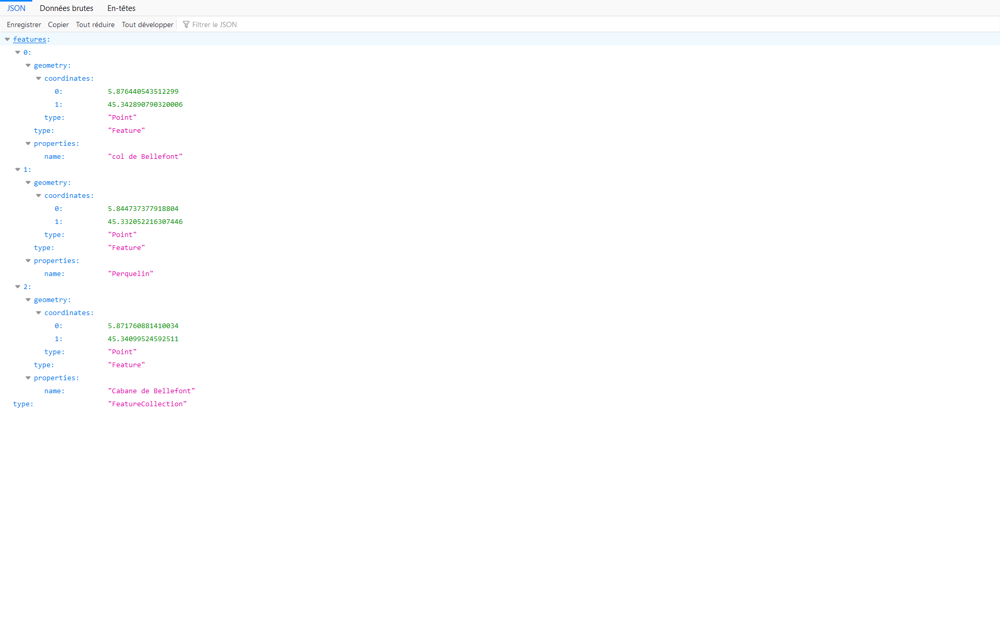 JSON Données brutes En-têtes
Enregistrer Copier Tout réduire Tout développer Filtrer le JSON
features:
0:
geometry:
coordinates:
0: 5.876440543512299
1: 45.342890790320006
type: "Point"
type: "Feature"
properties:
name: "col de Bellefont"
1:
geometry:
coordinates:
0: 5.844737377918804
1: 45.332052216307446
type: "Point"
type: "Feature"
properties:
name: "Perquelin"
2:
geometry:
coordinates:
0: 5.871760881410034
1: 45.34099524592511
type: "Point"
type: "Feature"
properties:
name: "Cabane de Bellefont"
type: "FeatureCollection"